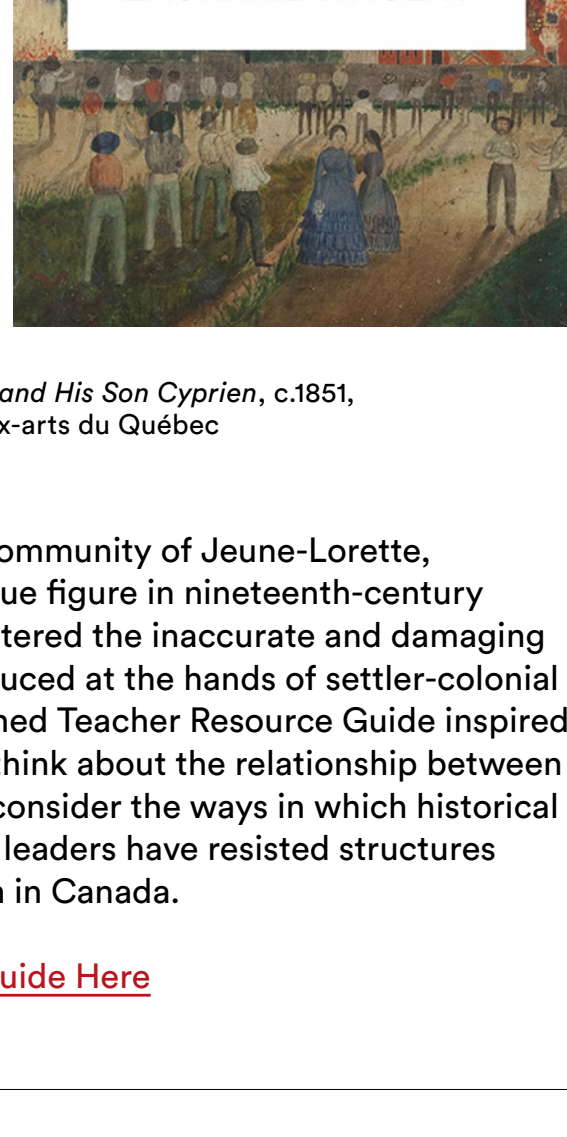 and His Son Cyprien, c.1851,
x-arts du Québec
ommunity of Jeune-Lorette,
ue figure in nineteenth-century
tered the inaccurate and damaging
uced at the hands of settler-colonial
ned Teacher Resource Guide inspired
think about the relationship between
consider the ways in which historical
leaders have resisted structures
in Canada.
uide Here